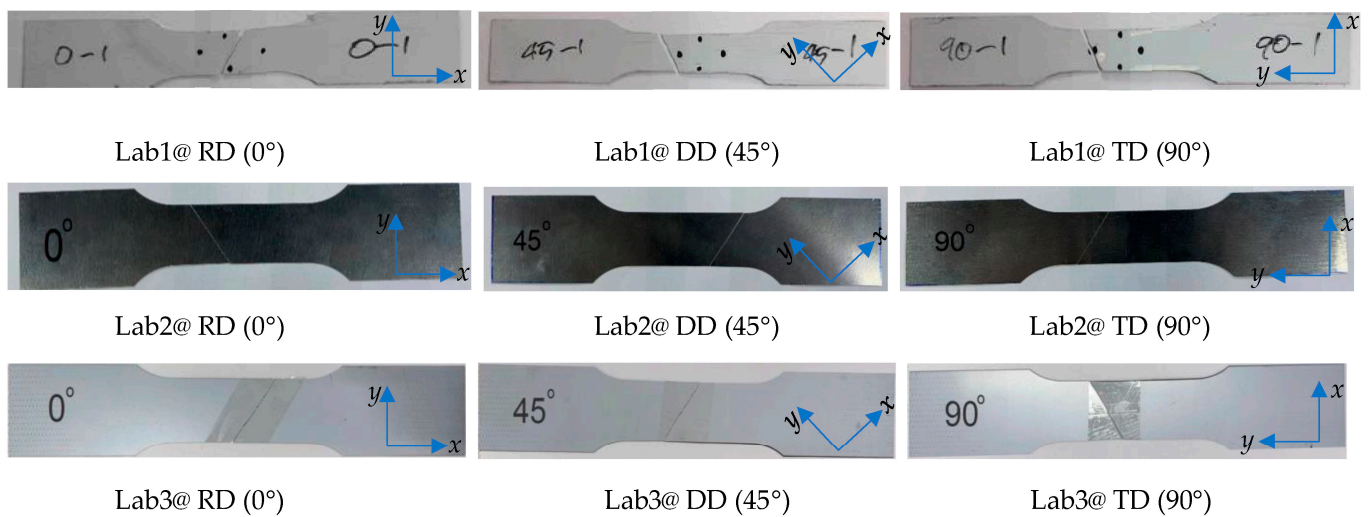 0-1 0-1 y x
45-1 45-1 y x
90-1 90-1 x y
Lab1@ RD (0°) Lab1@ DD (45°) Lab1@ TD (90°)
0° y x
45° y x
90° x y
Lab2@ RD (0°) Lab2@ DD (45°) Lab2@ TD (90°)
0° y x
45° y x
90° x y
Lab3@ RD (0°) Lab3@ DD (45°) Lab3@ TD (90°)